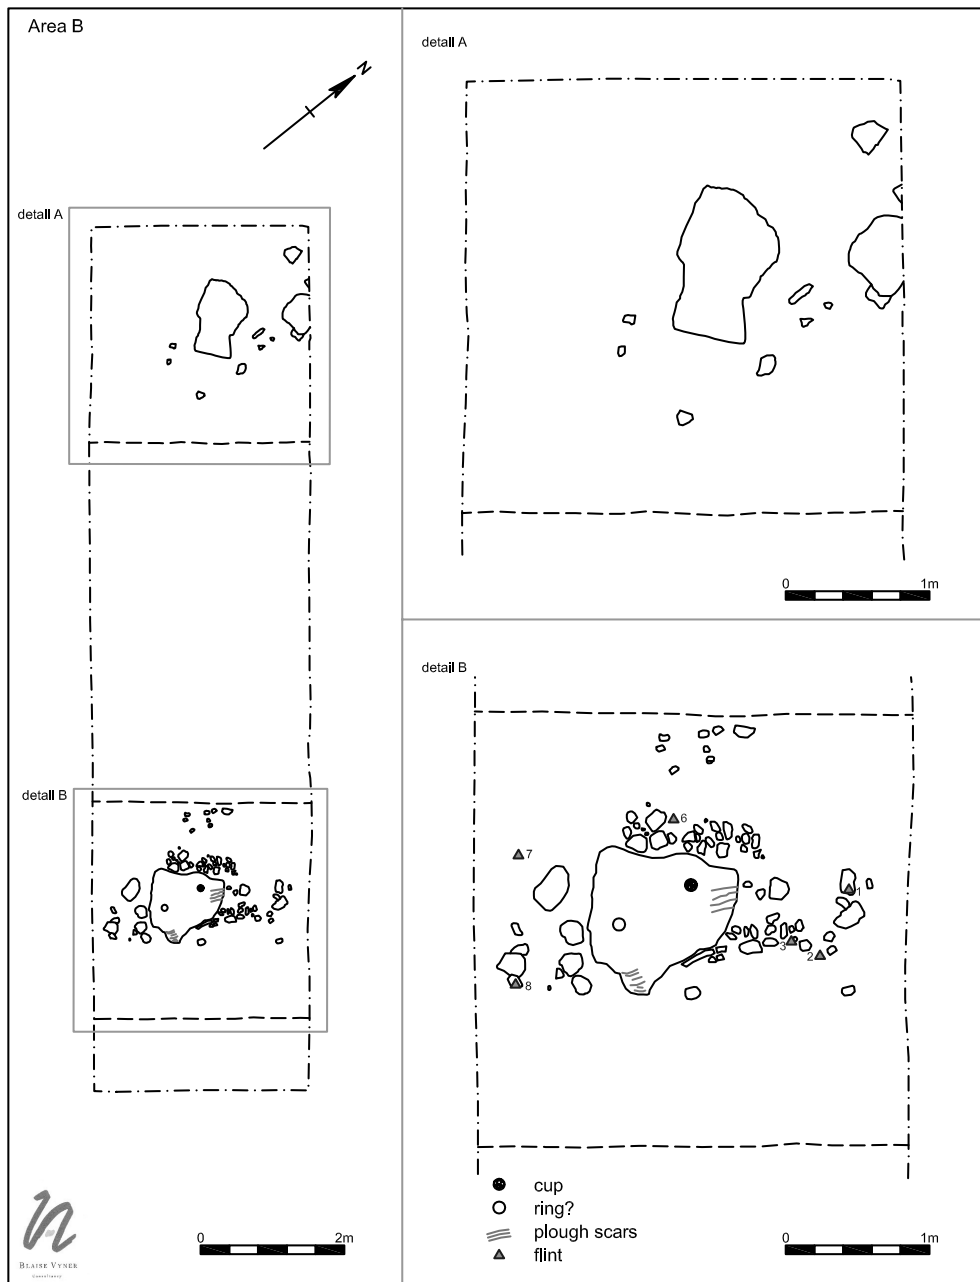 Area B
N
detail A
detail B
0 2m
BLAISE VYNER
Consultancy
detail A
0 1m
detail B
6
7
1
3
2
8
cup
ring?
plough scars
flint
0 1m